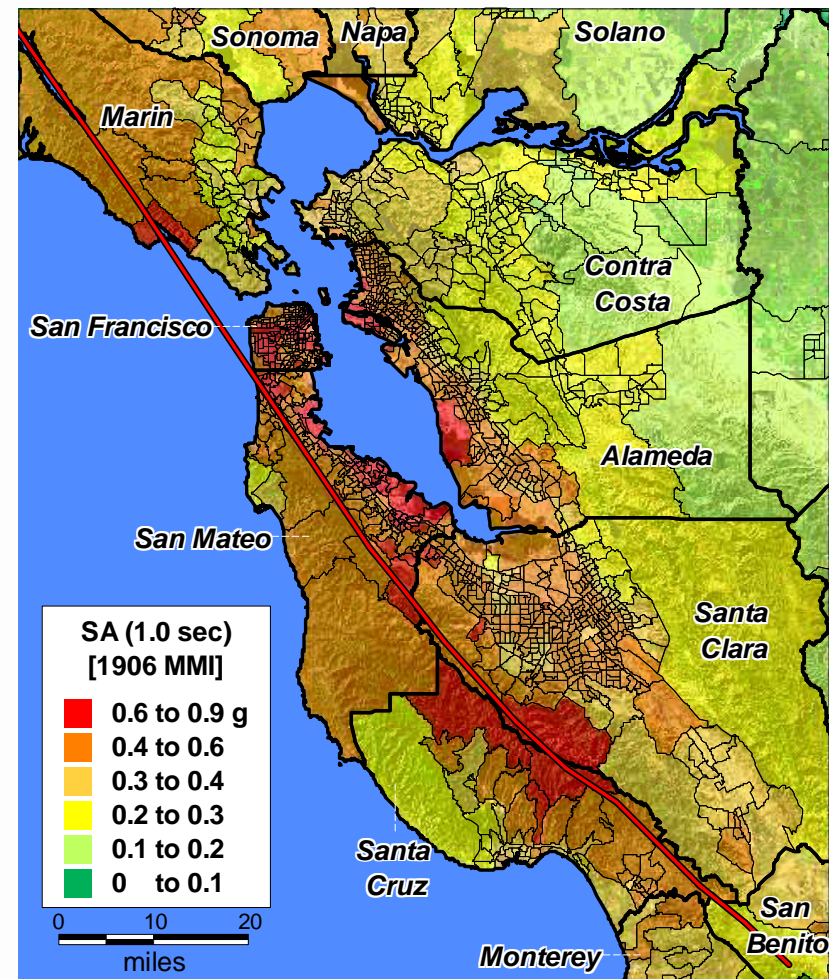 Sonoma
Napa
Solano
Marin
Contra
Costa
San Francisco
Alameda
San Mateo
Santa
Clara
SA (1.0 sec)
[1906 MMI]
0.6 to 0.9 g
0.4 to 0.6
0.3 to 0.4
0.2 to 0.3
0.1 to 0.2
0 to 0.1
0 10 20
miles
Santa
Cruz
San
Benito
Monterey